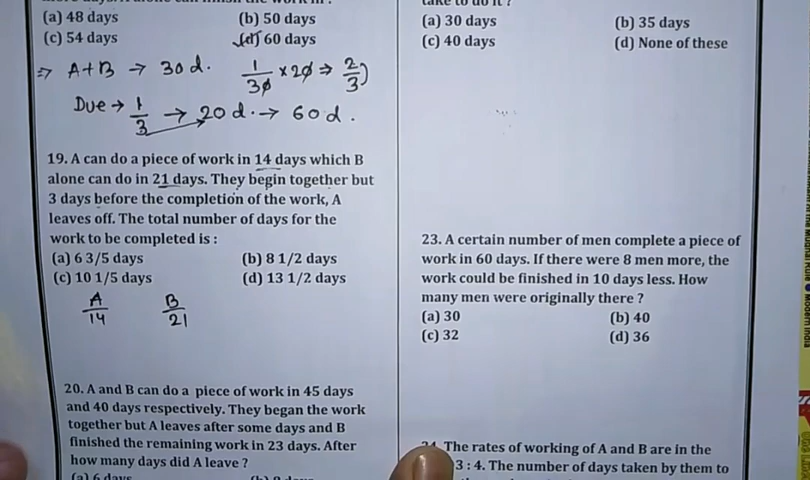 (a) 48 days
(b) 50 days
(c) 54 days
(d) 60 days
⇒ A+B → 30 d. 1/30 × 20 ⇒ 2/3)
Due → 1/3 → 20 d. → 60 d.
19. A can do a piece of work in 14 days which B
alone can do in 21 days. They begin together but
3 days before the completion of the work, A
leaves off. The total number of days for the
work to be completed is :
(a) 6 3/5 days
(b) 8 1/2 days
(c) 10 1/5 days
(d) 13 1/2 days
A/14 B/21
20. A and B can do a piece of work in 45 days
and 40 days respectively. They began the work
together but A leaves after some days and B
finished the remaining work in 23 days. After
how many days did A leave ?
(a) 6 days
take to do it ?
(a) 30 days
(b) 35 days
(c) 40 days
(d) None of these
23. A certain number of men complete a piece of
work in 60 days. If there were 8 men more, the
work could be finished in 10 days less. How
many men were originally there ?
(a) 30
(b) 40
(c) 32
(d) 36
The rates of working of A and B are in the
3 : 4. The number of days taken by them to
Modern India